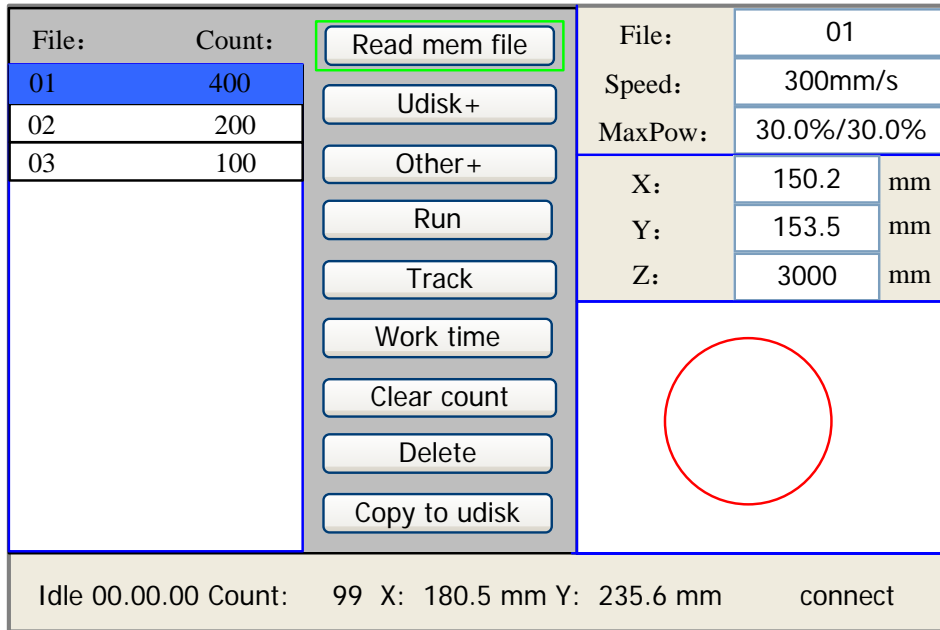 File： Count：
01 400
02 200
03 100
Read mem file
Udisk+
Other+
Run
Track
Work time
Clear count
Delete
Copy to udisk
File： 01
Speed： 300mm/s
MaxPow： 30.0%/30.0%
X： 150.2 mm
Y： 153.5 mm
Z： 3000 mm
Idle 00.00.00 Count: 99 X: 180.5 mm Y: 235.6 mm connect